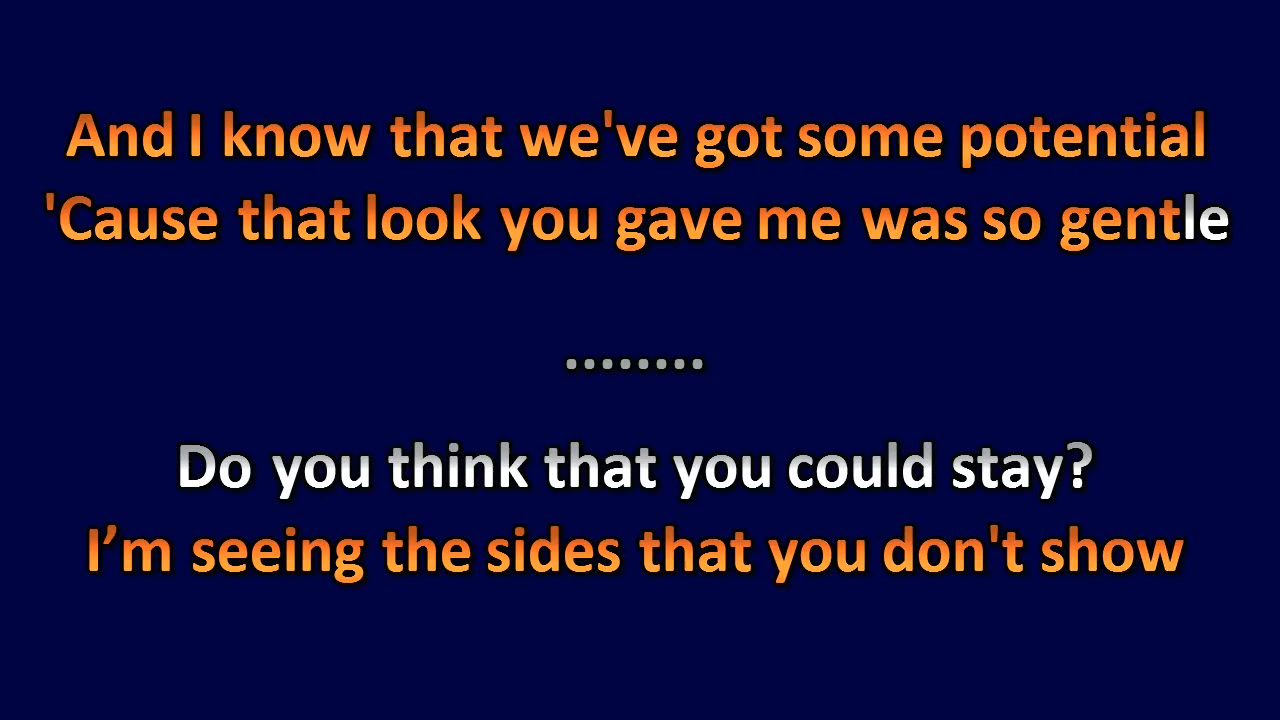 And I know that we've got some potential
'Cause that look you gave me was so gentle
........
Do you think that you could stay?
I’m seeing the sides that you don't show